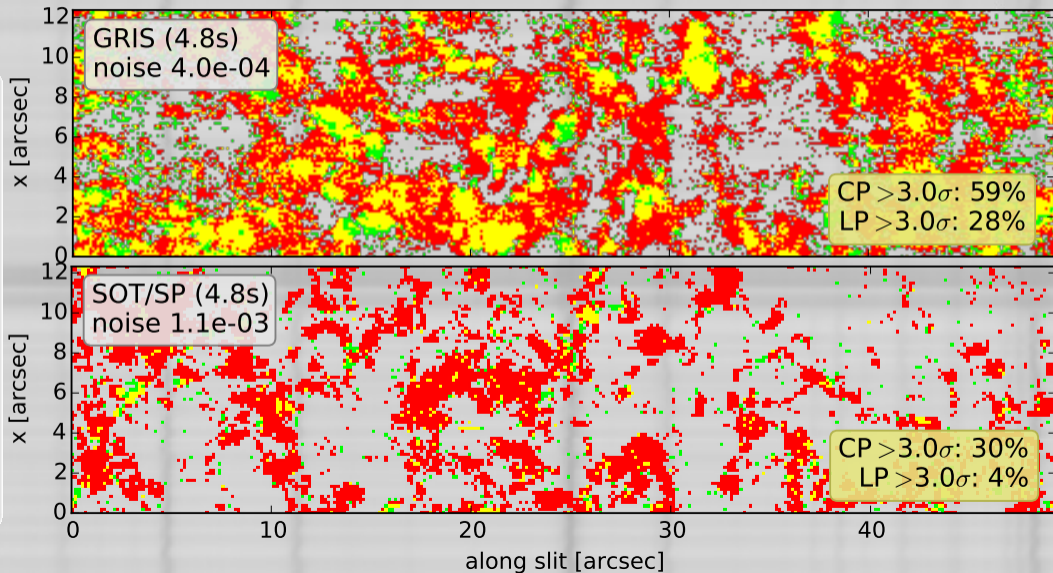 12
10
8
6
4
2
0
x [arcsec]
GRIS (4.8s)
noise 4.0e-04
CP >3.0σ: 59%
LP >3.0σ: 28%
12
10
8
6
4
2
0
x [arcsec]
SOT/SP (4.8s)
noise 1.1e-03
CP >3.0σ: 30%
LP >3.0σ: 4%
0 10 20 30 40
along slit [arcsec]